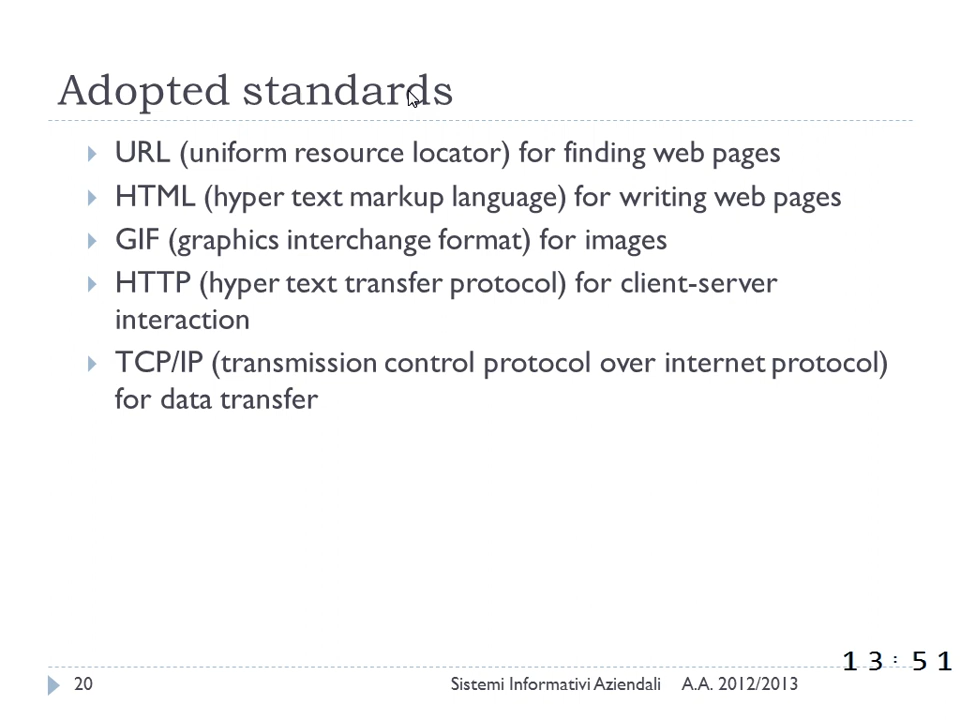 Adopted standards
URL (uniform resource locator) for finding web pages
HTML (hyper text markup language) for writing web pages
GIF (graphics interchange format) for images
HTTP (hyper text transfer protocol) for client-server
interaction
TCP/IP (transmission control protocol over internet protocol)
for data transfer
13:51
20 Sistemi Informativi Aziendali A.A. 2012/2013